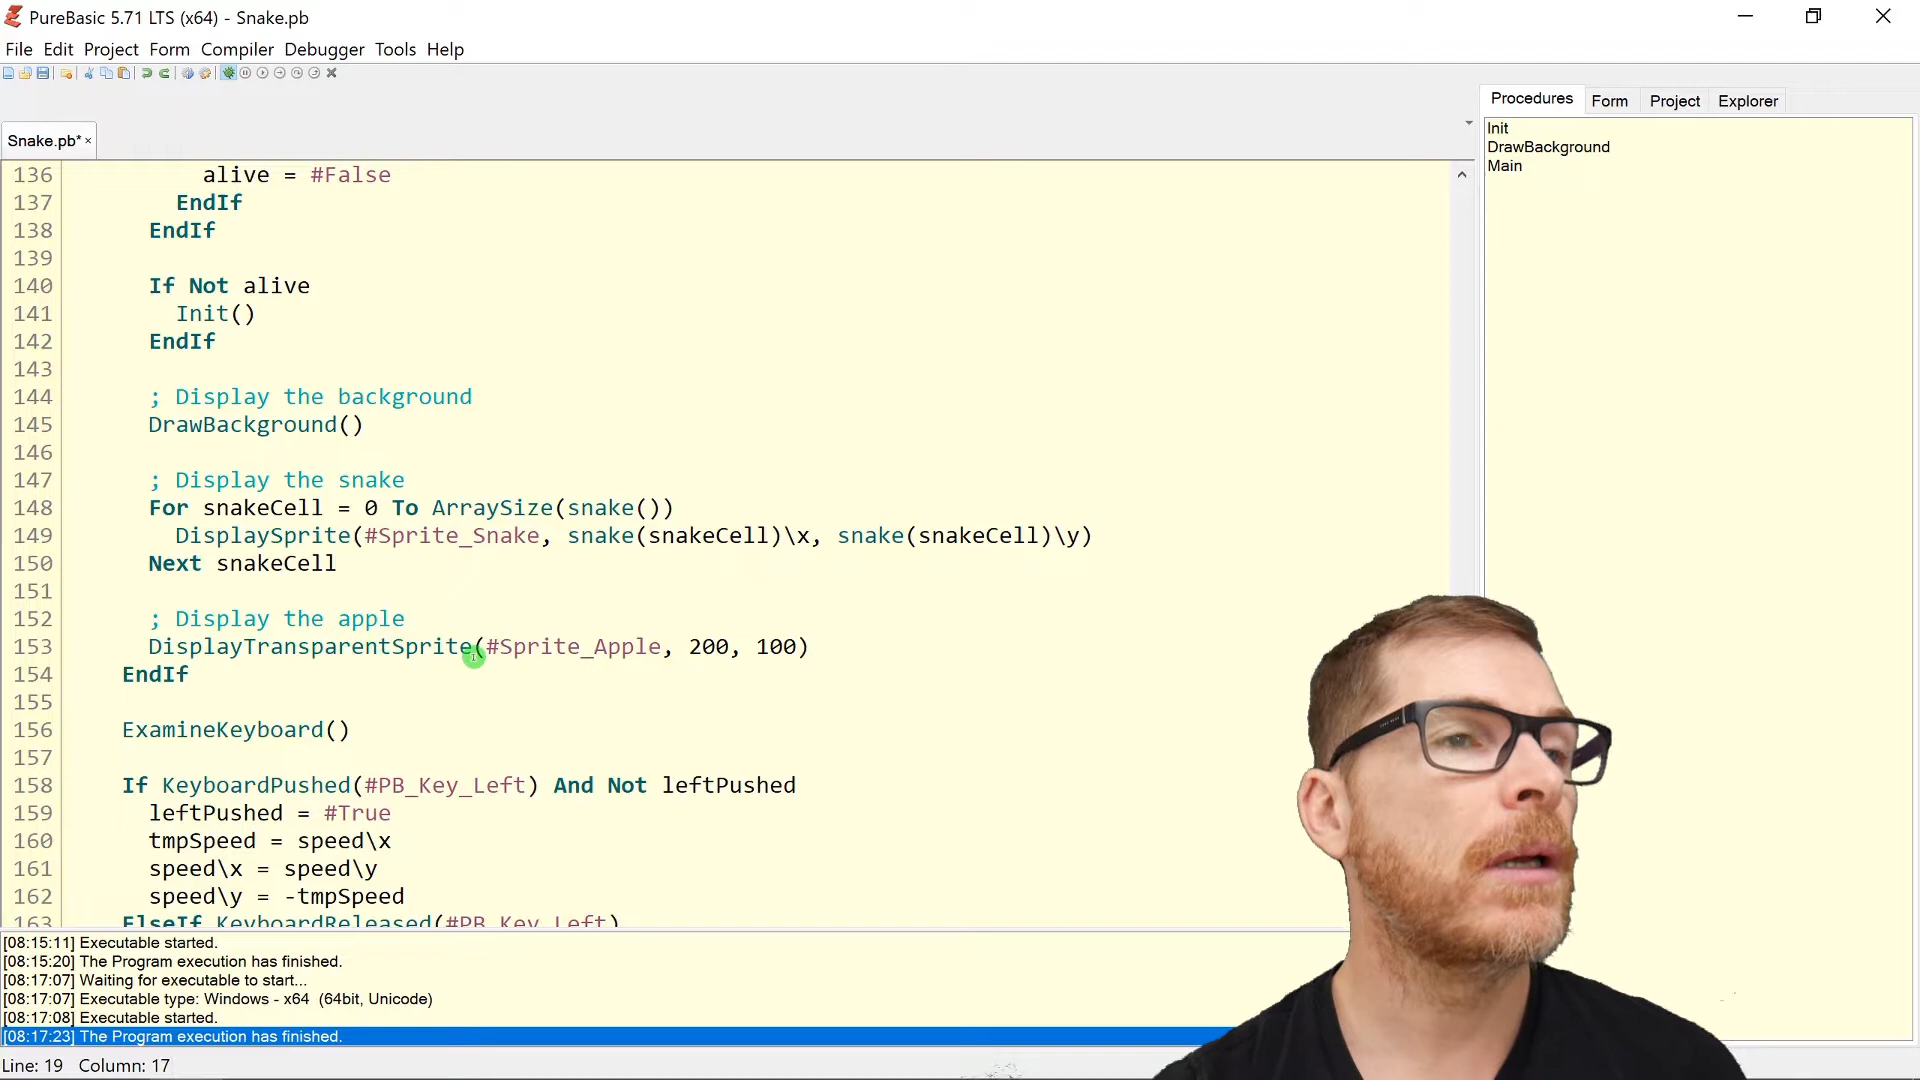 PureBasic 5.71 LTS (x64) - Snake.pb
File Edit Project Form Compiler Debugger Tools Help
Procedures Form Project Explorer
Snake.pb*
Init
DrawBackground
Main
136 alive = #False
137 EndIf
138 EndIf
139
140 If Not alive
141 Init()
142 EndIf
143
144 ; Display the background
145 DrawBackground()
146
147 ; Display the snake
148 For snakeCell = 0 To ArraySize(snake())
149 DisplaySprite(#Sprite_Snake, snake(snakeCell)\x, snake(snakeCell)\y)
150 Next snakeCell
151
152 ; Display the apple
153 DisplayTransparentSprite(#Sprite_Apple, 200, 100)
154 EndIf
155
156 ExamineKeyboard()
157
158 If KeyboardPushed(#PB_Key_Left) And Not leftPushed
159 leftPushed = #True
160 tmpSpeed = speed\x
161 speed\x = speed\y
162 speed\y = -tmpSpeed
163 ElseIf KeyboardReleased(#PB_Key_Left)
[08:15:11] Executable started.
[08:15:20] The Program execution has finished.
[08:17:07] Waiting for executable to start...
[08:17:07] Executable type: Windows - x64 (64bit, Unicode)
[08:17:08] Executable started.
[08:17:23] The Program execution has finished.
Line: 19 Column: 17